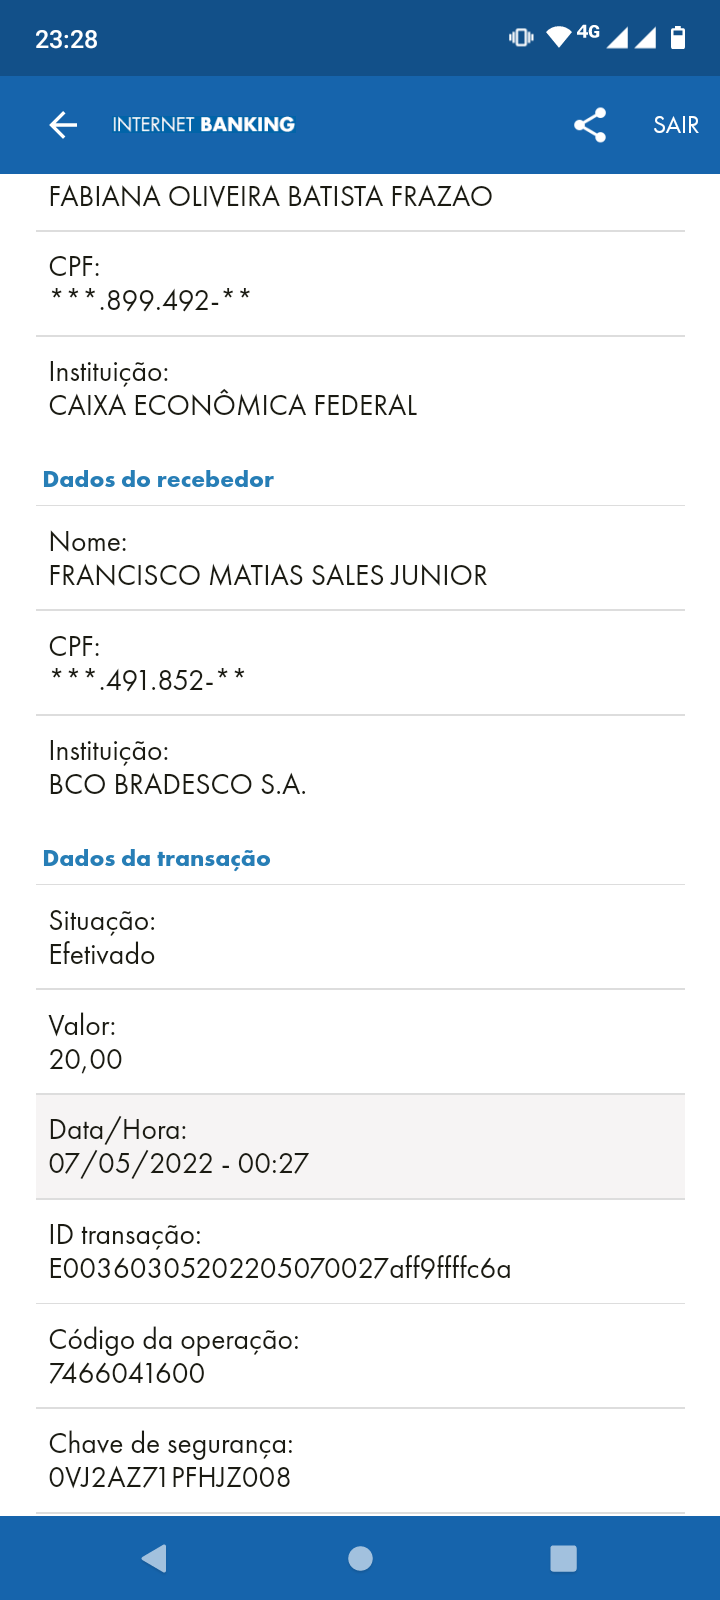 23:28
4G
INTERNET BANKING
SAIR
FABIANA OLIVEIRA BATISTA FRAZAO
CPF:
***.899.492-**
Instituição:
CAIXA ECONÔMICA FEDERAL
Dados do recebedor
Nome:
FRANCISCO MATIAS SALES JUNIOR
CPF:
***.491.852-**
Instituição:
BCO BRADESCO S.A.
Dados da transação
Situação:
Efetivado
Valor:
20,00
Data/Hora:
07/05/2022 - 00:27
ID transação:
E00360305202205070027aff9ffffc6a
Código da operação:
7466041600
Chave de segurança:
0VJ2AZ71PFHJZ008